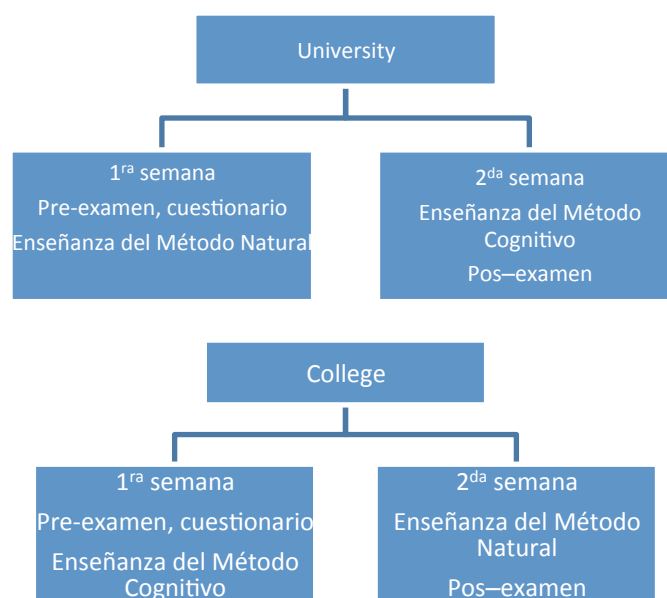 University
1ra semana
Pre-examen, cuestionario
Enseñanza del Método Natural
2da semana
Enseñanza del Método
Cognitivo
Pos–examen
College
1ra semana
Pre-examen, cuestionario
Enseñanza del Método
Cognitivo
2da semana
Enseñanza del Método
Natural
Pos–examen